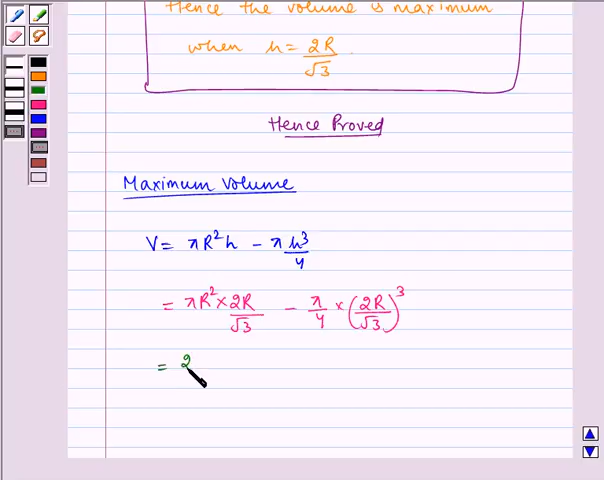 Hence the volume is maximum
when h = 2R/√3.
Hence Proved
Maximum Volume
V = πR²h − πh³/4
= πR² × 2R/√3 − π/4 × (2R/√3)³
= 2